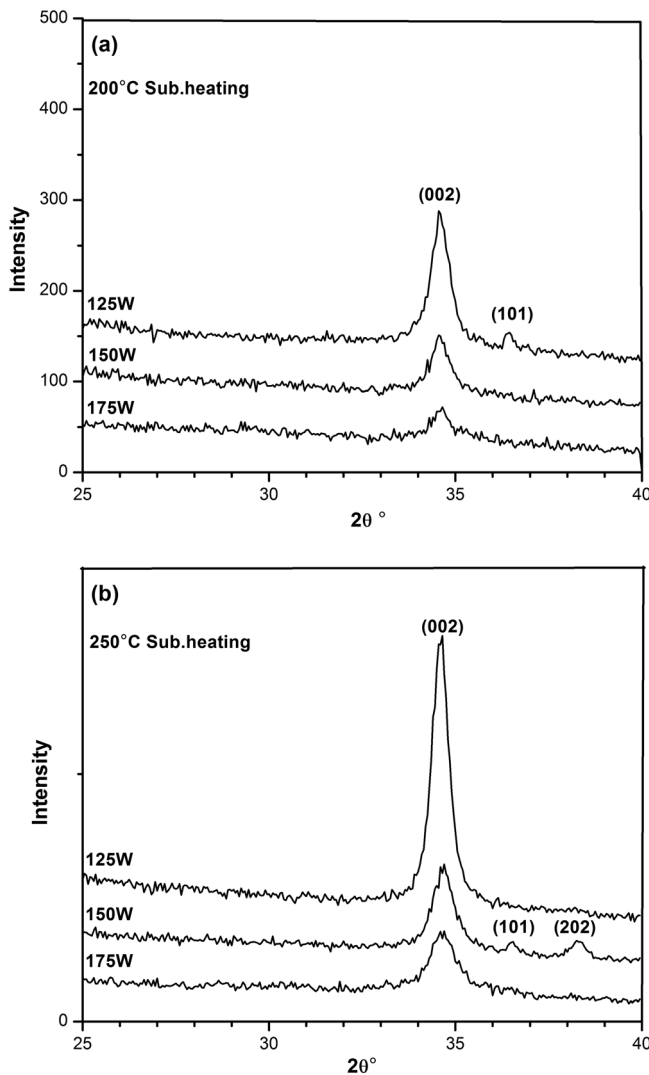 500
(a)
200°C Sub.heating
400
300
(002)
200
125W
(101)
150W
100
175W
0
25 30 35 40
2θ °
Intensity
(b)
(002)
250°C Sub.heating
125W
150W
(101) (202)
175W
0
25 30 35 40
2θ°
Intensity